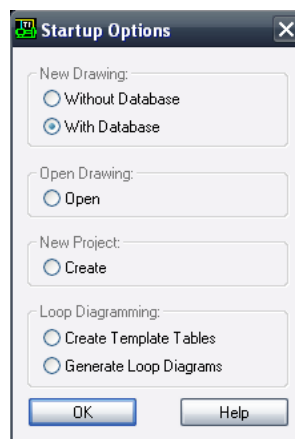 Startup Options
New Drawing:
Without Database
With Database
Open Drawing:
Open
New Project:
Create
Loop Diagramming:
Create Template Tables
Generate Loop Diagrams
OK Help